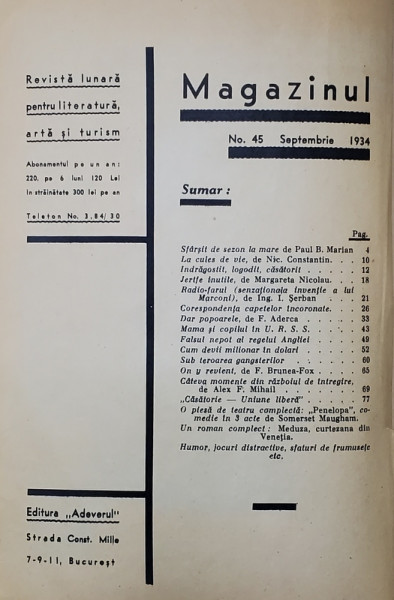 Revistă lunară
pentru literatură,
artă și turism
Abonamentul pe un an:
220, pe 6 luni 120 Lei
în străinătate 300 lei pe an
Telefon No. 3.84/30
Magazinul
No. 45 Septembrie 1934
Sumar :
Pag.
Sfârșit de sezon la mare de Paul B. Marian 4
La cules de vie, de Nic. Constantin. . . 10
Indrăgostit, logodit, căsătorit . . . . . 12
Jertfe inutile, de Margareta Nicolau. . . 18
Radio-farul (senzaționala invenție a lui
Marconi), de Ing. I. Șerban . . . 21
Corespondența capetelor incoronate. . . 26
Dar popoarele, de F. Aderca . . . . . 33
Mama și copilul în U. R. S. S. . . . . 43
Falsul nepot al regelui Angliei . . . . 49
Cum devii milionar în dolari . . . . . 52
Sub teroarea gangsterilor . . . . . 60
On y revient, de F. Brunea-Fox . . . . 65
Câteva momente din războiul de întregire,
de Alex F. Mihail . . . . . . . 69
„Căsătorie — Uniune liberă” . . . . . 77
O piesă de teatru complectă: „Penelopa”, co-
medie în 3 acte de Somerset Maugham.
Un roman complect : Meduza, curtezana din
Veneția.
Humor, jocuri distractive, sfaturi de frumusețe
etc.
Editura „Adeverul”
Strada Const. Mille
7-9-11, București